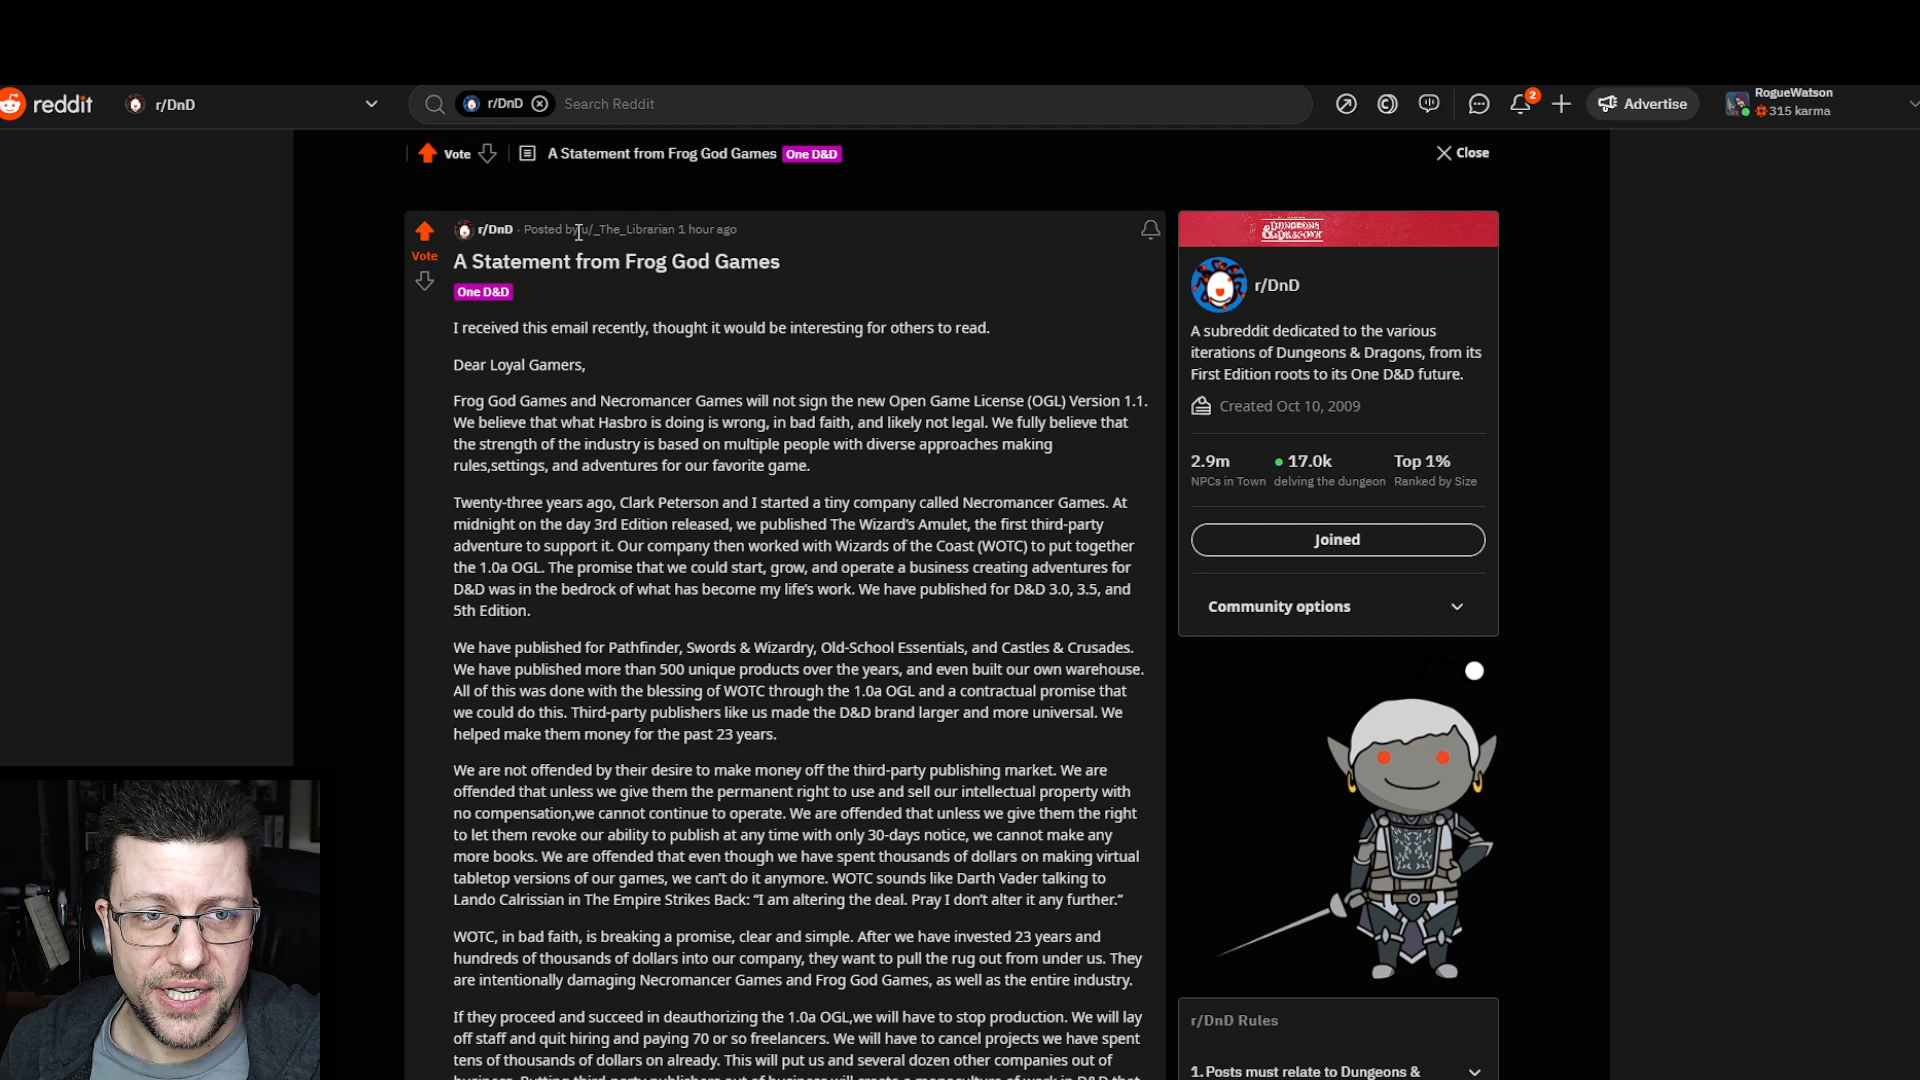 reddit
r/DnD
r/DnD
Search Reddit
2
Advertise
RogueWatson
315 karma
Vote
A Statement from Frog God Games
One D&D
Close
Vote
r/DnD · Posted by u/_The_Librarian 1 hour ago
A Statement from Frog God Games
One D&D
I received this email recently, thought it would be interesting for others to read.
Dear Loyal Gamers,
Frog God Games and Necromancer Games will not sign the new Open Game License (OGL) Version 1.1.
We believe that what Hasbro is doing is wrong, in bad faith, and likely not legal. We fully believe that
the strength of the industry is based on multiple people with diverse approaches making
rules,settings, and adventures for our favorite game.
Twenty-three years ago, Clark Peterson and I started a tiny company called Necromancer Games. At
midnight on the day 3rd Edition released, we published The Wizard’s Amulet, the first third-party
adventure to support it. Our company then worked with Wizards of the Coast (WOTC) to put together
the 1.0a OGL. The promise that we could start, grow, and operate a business creating adventures for
D&D was in the bedrock of what has become my life’s work. We have published for D&D 3.0, 3.5, and
5th Edition.
We have published for Pathfinder, Swords & Wizardry, Old-School Essentials, and Castles & Crusades.
We have published more than 500 unique products over the years, and even built our own warehouse.
All of this was done with the blessing of WOTC through the 1.0a OGL and a contractual promise that
we could do this. Third-party publishers like us made the D&D brand larger and more universal. We
helped make them money for the past 23 years.
We are not offended by their desire to make money off the third-party publishing market. We are
offended that unless we give them the permanent right to use and sell our intellectual property with
no compensation,we cannot continue to operate. We are offended that unless we give them the right
to let them revoke our ability to publish at any time with only 30-days notice, we cannot make any
more books. We are offended that even though we have spent thousands of dollars on making virtual
tabletop versions of our games, we can’t do it anymore. WOTC sounds like Darth Vader talking to
Lando Calrissian in The Empire Strikes Back: “I am altering the deal. Pray I don’t alter it any further.”
WOTC, in bad faith, is breaking a promise, clear and simple. After we have invested 23 years and
hundreds of thousands of dollars into our company, they want to pull the rug out from under us. They
are intentionally damaging Necromancer Games and Frog God Games, as well as the entire industry.
If they proceed and succeed in deauthorizing the 1.0a OGL,we will have to stop production. We will lay
off staff and quit hiring and paying 70 or so freelancers. We will have to cancel projects we have spent
tens of thousands of dollars on already. This will put us and several dozen other companies out of
DUNGEONS & DRAGONS
r/DnD
A subreddit dedicated to the various
iterations of Dungeons & Dragons, from its
First Edition roots to its One D&D future.
Created Oct 10, 2009
2.9m
NPCs in Town
17.0k
delving the dungeon
Top 1%
Ranked by Size
Joined
Community options
r/DnD Rules
1. Posts must relate to Dungeons &